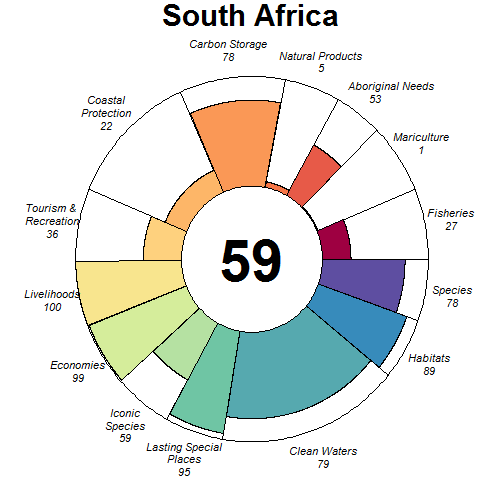 South Africa
Carbon Storage
78
Natural Products
5
Aboriginal Needs
53
Mariculture
1
Fisheries
27
Species
78
Habitats
89
Clean Waters
79
Lasting Special
Places
95
Iconic
Species
59
Economies
99
Livelihoods
100
Tourism &
Recreation
36
Coastal
Protection
22
59